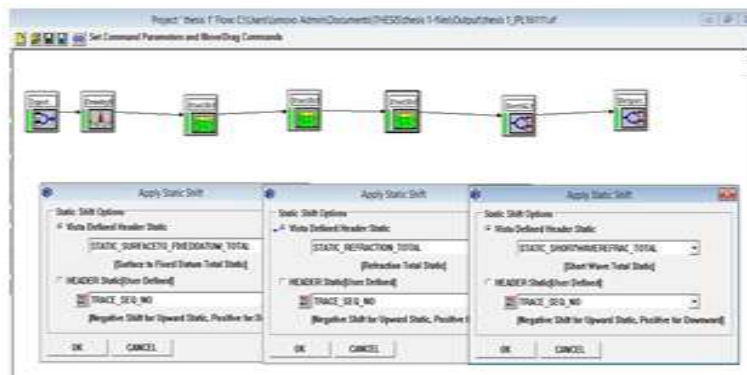 Project ' thesis 1' Flow: C:\Users\Lenovo Admin\Documents\THESIS\thesis 1-files\Output\thesis 1_IPL16111.vf
Set Command Parameters and Move/Drag Commands
Input
Apply Static Shift
Static Shift Options
Vista Defined Header Static
STATIC_SURFACETO_FIXEDDATUM_TOTAL
[Surface to Fixed Datum Total Static]
HEADER Static[User Defined]
TRACE_SEQ_NO
[Negative Shift for Upward Static, Positive for D
OK CANCEL
Apply Static Shift
Static Shift Options
Vista Defined Header Static
STATIC_REFRACTION_TOTAL
[Refraction Total Static]
HEADER Static[User Defined]
TRACE_SEQ_NO
[Negative Shift for Upward Static, Positive f
OK CANCEL
Apply Static Shift
Static Shift Options
Vista Defined Header Static
STATIC_SHORTWAVEREFRAC_TOTAL
[Short Wave Total Static]
HEADER Static[User Defined]
TRACE_SEQ_NO
[Negative Shift for Upward Static, Positive for Downward]
OK CANCEL